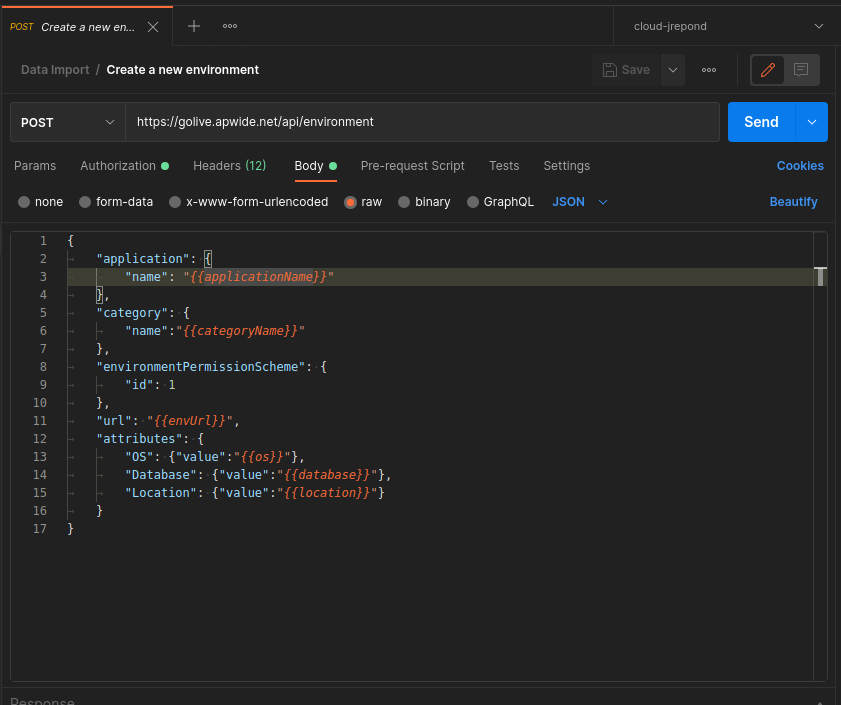 POST Create a new en...
cloud-jrepond
Data Import / Create a new environment
Save
POST
https://golive.apwide.net/api/environment
Send
Params Authorization Headers (12) Body Pre-request Script Tests Settings Cookies
none form-data x-www-form-urlencoded raw binary GraphQL JSON Beautify
1 {
2 "application": {
3 "name": "{{applicationName}}"
4 },
5 "category": {
6 "name":"{{categoryName}}"
7 },
8 "environmentPermissionScheme": {
9 "id": 1
10 },
11 "url": "{{envUrl}}",
12 "attributes": {
13 "OS": {"value":"{{os}}"},
14 "Database": {"value":"{{database}}"},
15 "Location": {"value":"{{location}}"}
16 }
17 }
Response